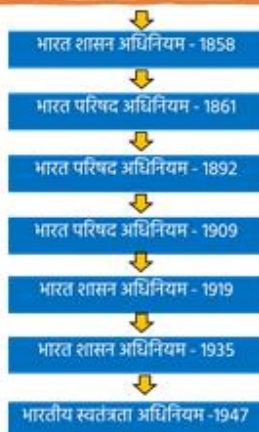 भारत शासन अधिनियम - 1858
भारत परिषद अधिनियम - 1861
भारत परिषद अधिनियम - 1892
भारत परिषद अधिनियम - 1909
भारत शासन अधिनियम - 1919
भारत शासन अधिनियम - 1935
भारतीय स्वतंत्रता अधिनियम -1947